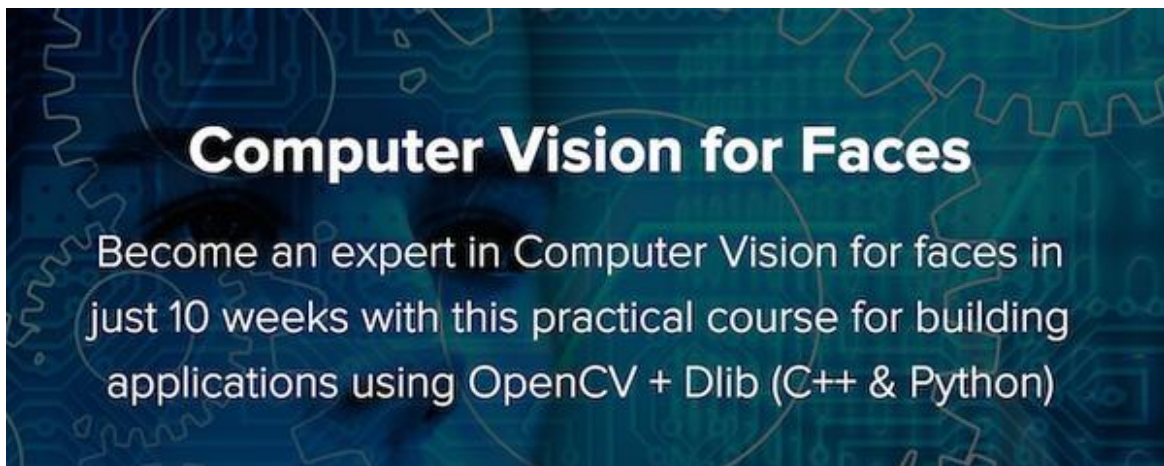 Computer Vision for Faces
Become an expert in Computer Vision for faces in
just 10 weeks with this practical course for building
applications using OpenCV + Dlib (C++ & Python)